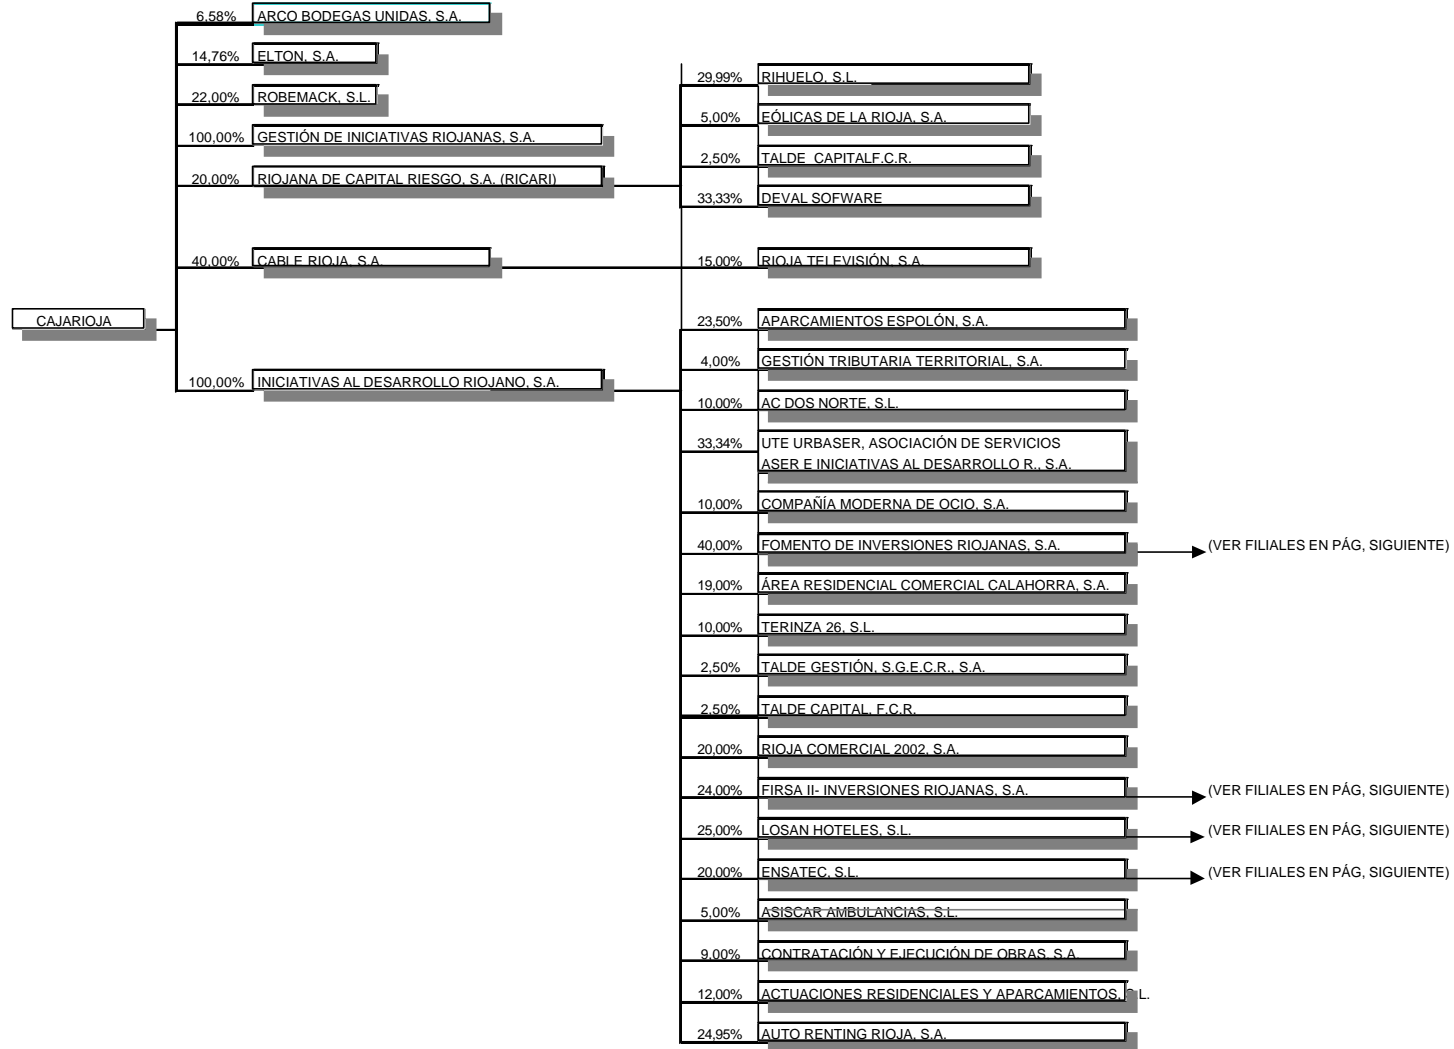 6,58% ARCO BODEGAS UNIDAS, S.A.
14,76% ELTON, S.A.
22,00% ROBEMACK, S.L.
100,00% GESTIÓN DE INICIATIVAS RIOJANAS, S.A.
20,00% RIOJANA DE CAPITAL RIESGO, S.A. (RICARI)
29,99% RIHUELO, S.L.
5,00% EÓLICAS DE LA RIOJA, S.A.
2,50% TALDE CAPITALF.C.R.
33,33% DEVAL SOFWARE
40,00% CABLE RIOJA, S.A.
15,00% RIOJA TELEVISIÓN, S.A.
CAJARIOJA
100,00% INICIATIVAS AL DESARROLLO RIOJANO, S.A.
23,50% APARCAMIENTOS ESPOLÓN, S.A.
4,00% GESTIÓN TRIBUTARIA TERRITORIAL, S.A.
10,00% AC DOS NORTE, S.L.
33,34% UTE URBASER, ASOCIACIÓN DE SERVICIOS
ASER E INICIATIVAS AL DESARROLLO R., S.A.
10,00% COMPAÑÍA MODERNA DE OCIO, S.A.
40,00% FOMENTO DE INVERSIONES RIOJANAS, S.A. (VER FILIALES EN PÁG, SIGUIENTE)
19,00% ÁREA RESIDENCIAL COMERCIAL CALAHORRA, S.A.
10,00% TERINZA 26, S.L.
2,50% TALDE GESTIÓN, S.G.E.C.R., S.A.
2,50% TALDE CAPITAL, F.C.R.
20,00% RIOJA COMERCIAL 2002, S.A.
24,00% FIRSA II- INVERSIONES RIOJANAS, S.A. (VER FILIALES EN PÁG, SIGUIENTE)
25,00% LOSAN HOTELES, S.L. (VER FILIALES EN PÁG, SIGUIENTE)
20,00% ENSATEC, S.L. (VER FILIALES EN PÁG, SIGUIENTE)
5,00% ASISCAR AMBULANCIAS, S.L.
9,00% CONTRATACIÓN Y EJECUCIÓN DE OBRAS, S.A.
12,00% ACTUACIONES RESIDENCIALES Y APARCAMIENTOS, S.L.
24,95% AUTO RENTING RIOJA, S.A.